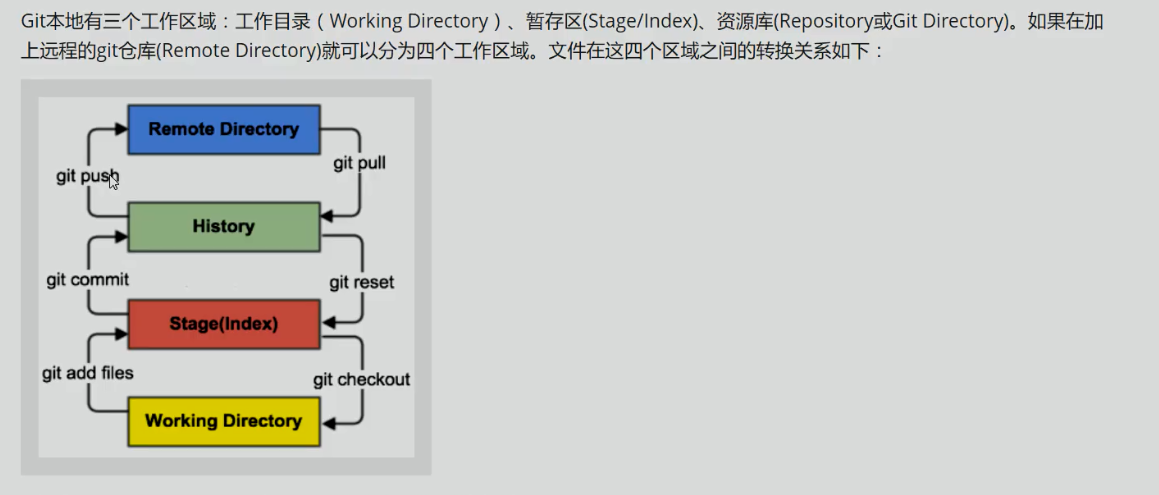 Git本地有三个工作区域：工作目录（Working Directory）、暂存区(Stage/Index)、资源库(Repository或Git Directory)。如果在加
上远程的git仓库(Remote Directory)就可以分为四个工作区域。文件在这四个区域之间的转换关系如下：
Remote Directory
git pull
git push
History
git commit
git reset
Stage(Index)
git add files
git checkout
Working Directory